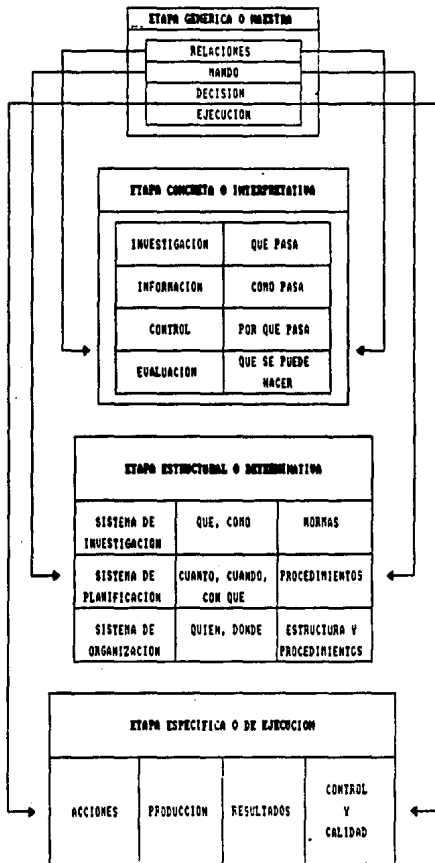 ETAPA GENERICA O MAESTRA
RELACIONES
MANDO
DECISION
EJECUCION
ETAPA CONCRETA O INTERPRETATIVA
INVESTIGACION QUE PASA
INFORMACION COMO PASA
CONTROL POR QUE PASA
EVALUACION QUE SE PUEDE
HACER
ETAPA ESTRUCTURAL O DETERMINATIVA
SISTEMA DE QUE, COMO NORMAS
INVESTIGACION
SISTEMA DE CUANTO, CUANDO, PROCEDIMIENTOS
PLANIFICACION CON QUE
SISTEMA DE QUIEN, DONDE ESTRUCTURA Y
ORGANIZACION PROCEDIMIENTOS
ETAPA ESPECIFICA O DE EJECUCION
ACCIONES PRODUCCION RESULTADOS CONTROL
Y
CALIDAD